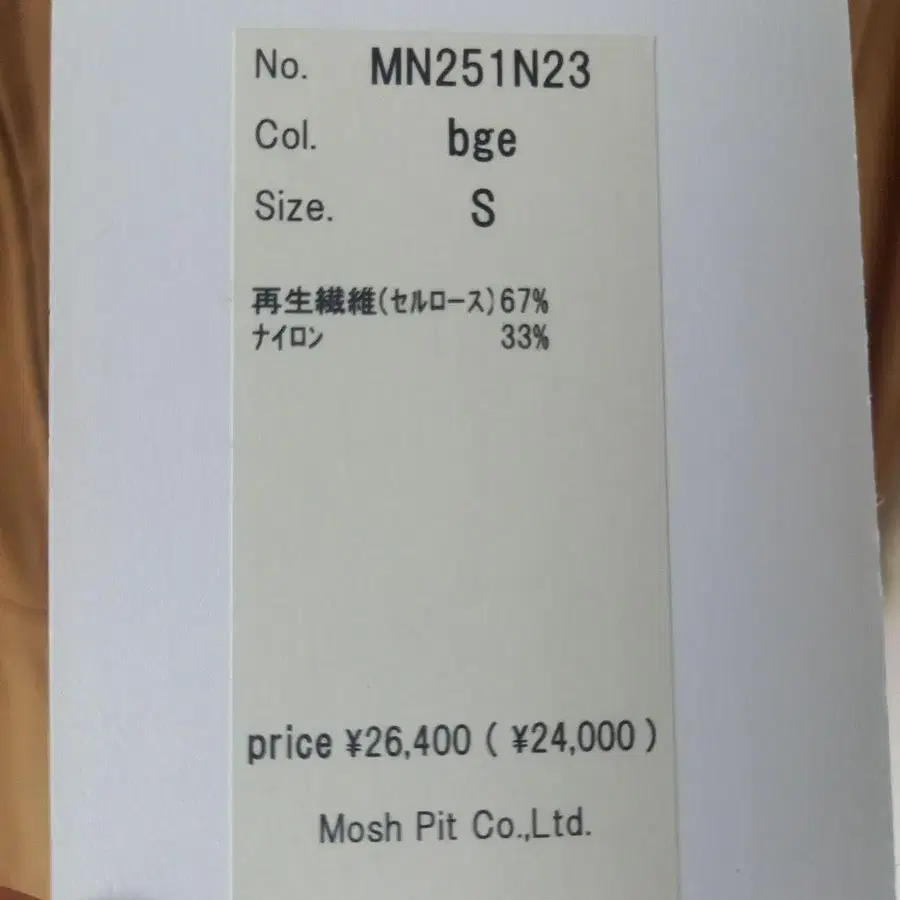 No. MN251N23
Col. bge
Size. S
再生繊維(セルロース)67%
ナイロン 33%
price ¥26,400 ( ¥24,000 )
Mosh Pit Co.,Ltd.